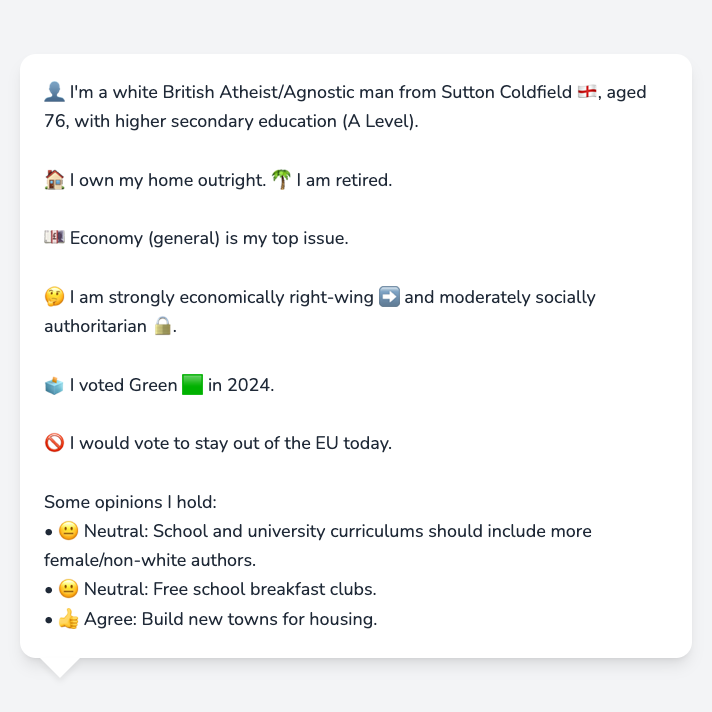 👤 I'm a white British Atheist/Agnostic man from Sutton Coldfield 🏴󠁧󠁢󠁥󠁮󠁧󠁿, aged
76, with higher secondary education (A Level).
🏠 I own my home outright. 🌴 I am retired.
💷 Economy (general) is my top issue.
🤔 I am strongly economically right-wing ➡️ and moderately socially
authoritarian 🔒.
🗳️ I voted Green 🟩 in 2024.
🚫 I would vote to stay out of the EU today.
Some opinions I hold:
• 😐 Neutral: School and university curriculums should include more
female/non-white authors.
• 😐 Neutral: Free school breakfast clubs.
• 👍 Agree: Build new towns for housing.